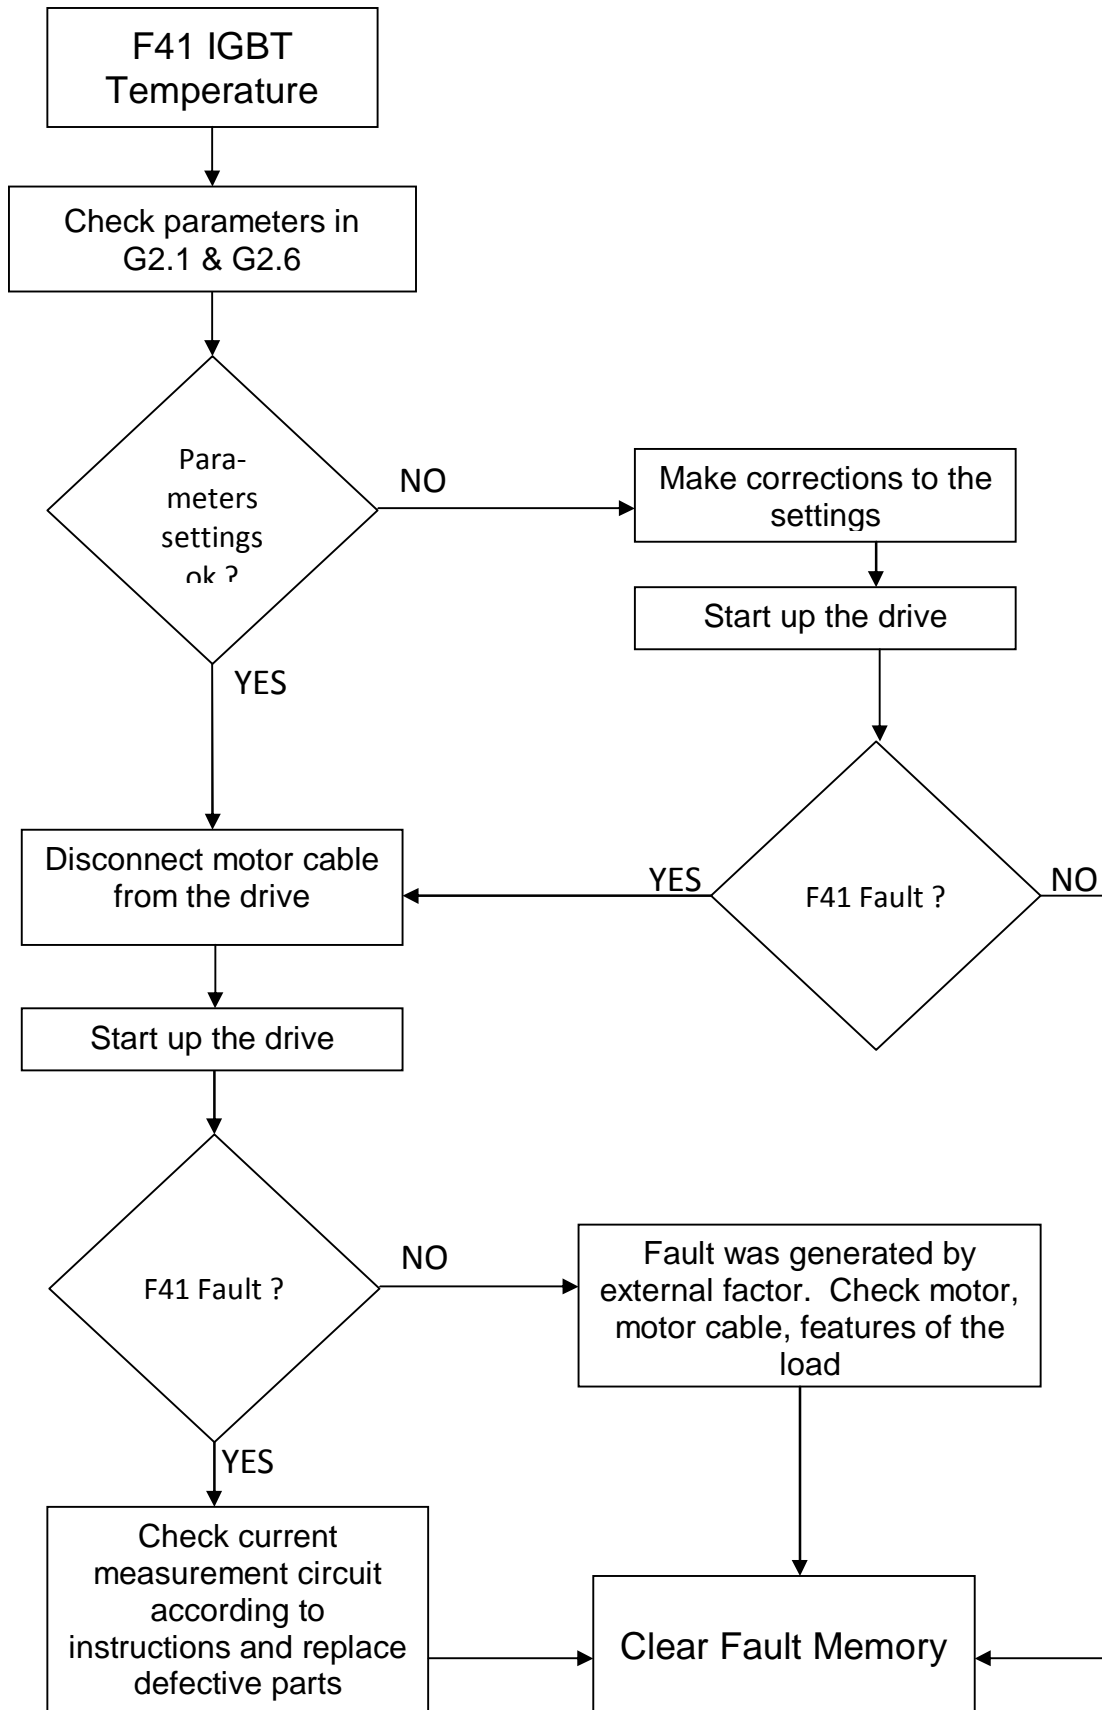 F41 IGBT
Temperature
Check parameters in
G2.1 & G2.6
Para-
meters
settings
ok ?
NO
Make corrections to the
settings
Start up the drive
YES
Disconnect motor cable
from the drive
YES
F41 Fault ?
NO
Start up the drive
F41 Fault ?
NO
Fault was generated by
external factor.  Check motor,
motor cable, features of the
load
YES
Check current
measurement circuit
according to
instructions and replace
defective parts
Clear Fault Memory